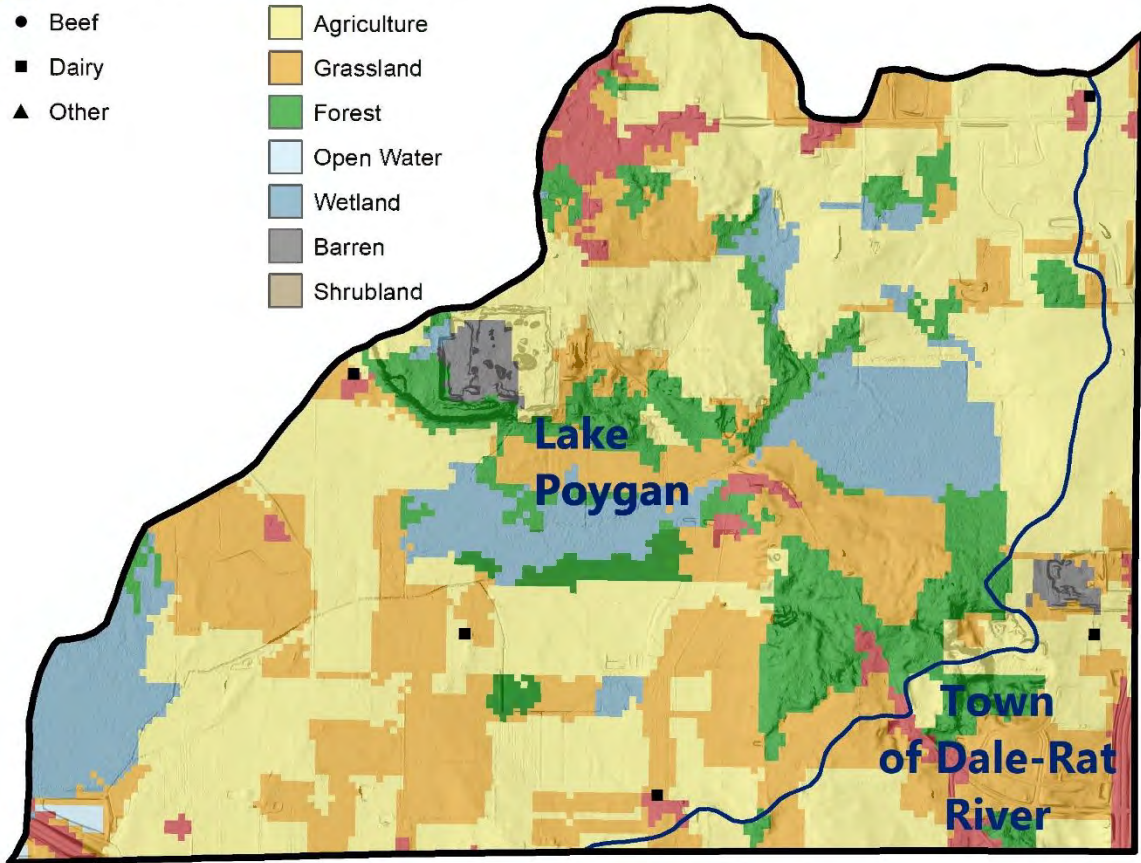 Beef
Dairy
Other
Agriculture
Grassland
Forest
Open Water
Wetland
Barren
Shrubland
Lake
Poygan
Town
of Dale-Rat
River